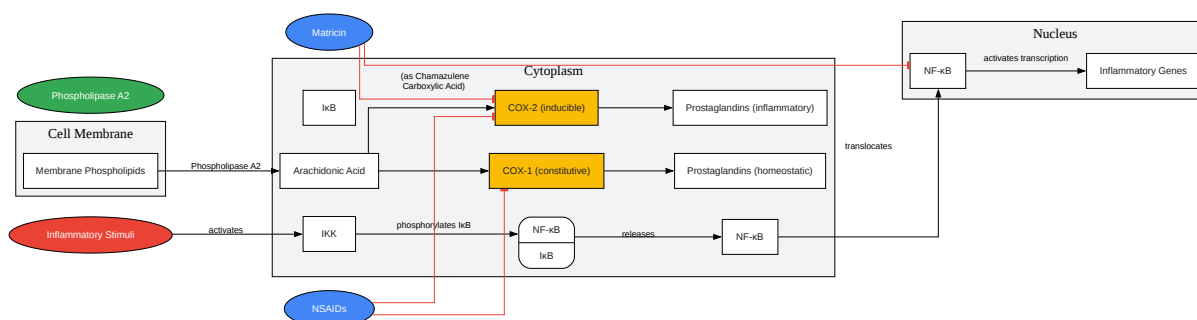 Matricin
Nucleus
NF-κB
activates transcription
Inflammatory Genes
Cytoplasm
(as Chamazulene
Carboxylic Acid)
Phospholipase A2
IκB
COX-2 (inducible)
Prostaglandins (inflammatory)
Cell Membrane
translocates
Membrane Phospholipids
Phospholipase A2
Arachidonic Acid
COX-1 (constitutive)
Prostaglandins (homeostatic)
Inflammatory Stimuli
activates
IKK
phosphorylates IκB
NF-κB
IκB
releases
NF-κB
NSAIDs